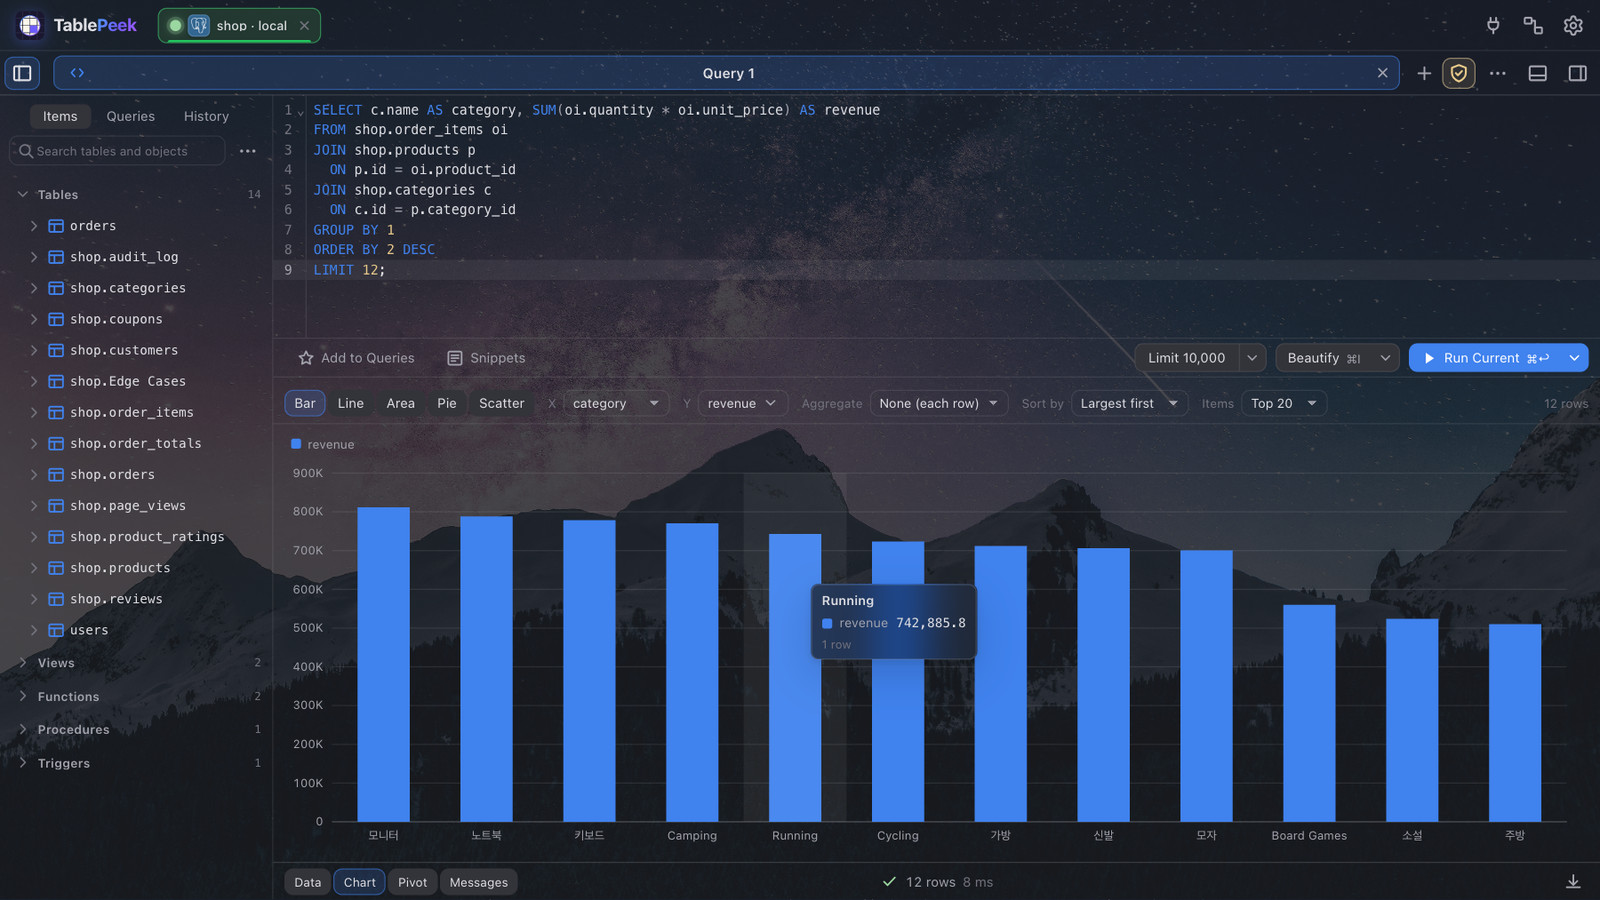 TablePeek
shop · local
Query 1
Items Queries History
Search tables and objects
Tables 14
orders
shop.audit_log
shop.categories
shop.coupons
shop.customers
shop.Edge Cases
shop.order_items
shop.order_totals
shop.orders
shop.page_views
shop.product_ratings
shop.products
shop.reviews
users
Views 2
Functions 2
Procedures 1
Triggers 1
1 SELECT c.name AS category, SUM(oi.quantity * oi.unit_price) AS revenue
2 FROM shop.order_items oi
3 JOIN shop.products p
4 ON p.id = oi.product_id
5 JOIN shop.categories c
6 ON c.id = p.category_id
7 GROUP BY 1
8 ORDER BY 2 DESC
9 LIMIT 12;
Add to Queries Snippets Limit 10,000 Beautify ⌘I Run Current ⌘↩
Bar Line Area Pie Scatter X category Y revenue Aggregate None (each row) Sort by Largest first Items Top 20 12 rows
revenue
900K
800K
700K
600K
500K
400K
300K
200K
100K
0
Running
revenue 742,885.8
1 row
모니터 노트북 키보드 Camping Running Cycling 가방 신발 모자 Board Games 소설 주방
Data Chart Pivot Messages 12 rows 8 ms